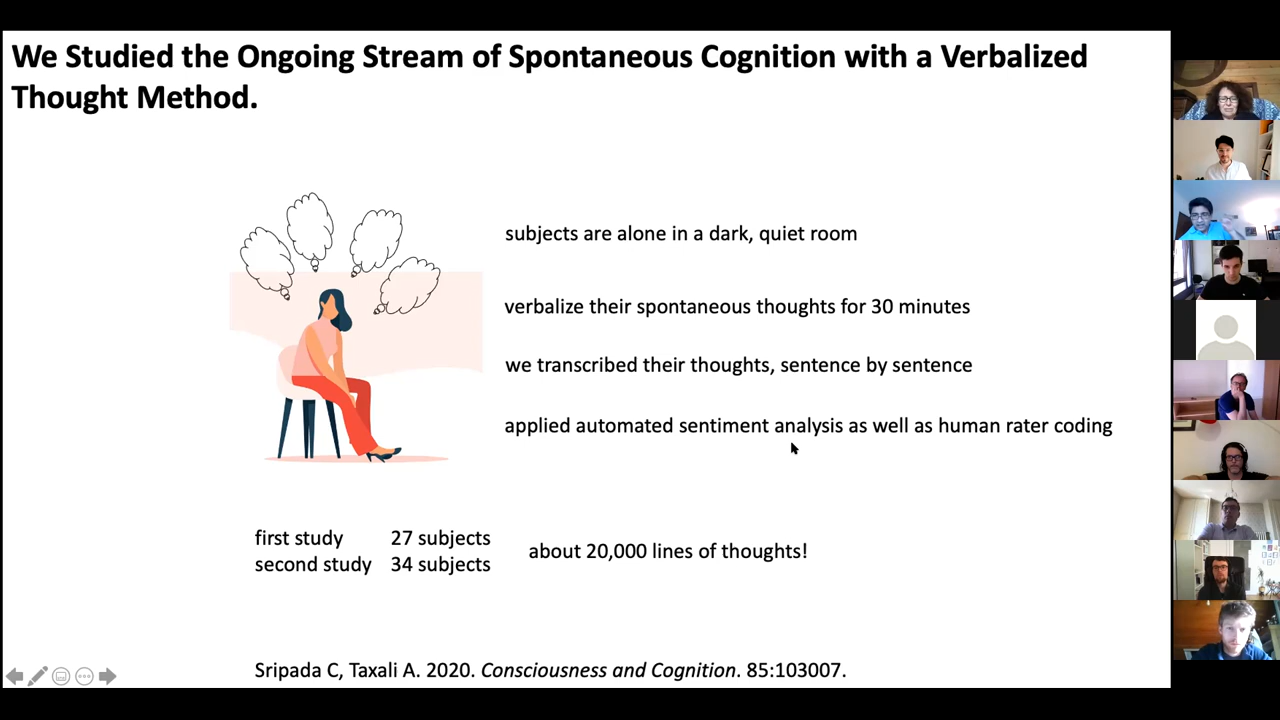 We Studied the Ongoing Stream of Spontaneous Cognition with a Verbalized
Thought Method.
subjects are alone in a dark, quiet room
verbalize their spontaneous thoughts for 30 minutes
we transcribed their thoughts, sentence by sentence
applied automated sentiment analysis as well as human rater coding
first study 27 subjects
second study 34 subjects
about 20,000 lines of thoughts!
Sripada C, Taxali A. 2020. Consciousness and Cognition. 85:103007.